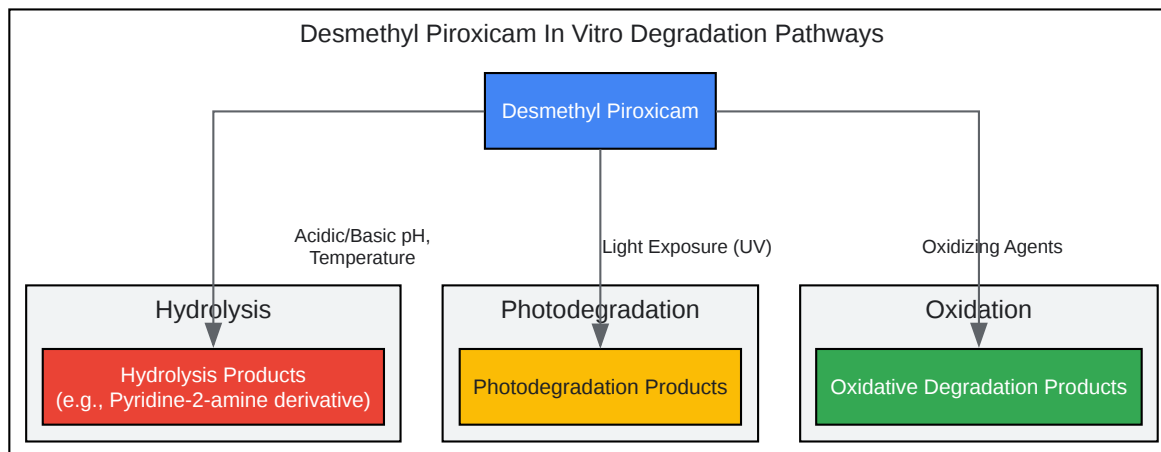 Desmethyl Piroxicam In Vitro Degradation Pathways
Desmethyl Piroxicam
Acidic/Basic pH,
Temperature
Light Exposure (UV)
Oxidizing Agents
Hydrolysis
Photodegradation
Oxidation
Hydrolysis Products
(e.g., Pyridine-2-amine derivative)
Photodegradation Products
Oxidative Degradation Products